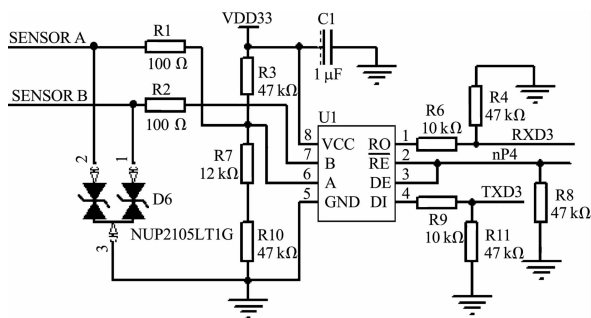 VDD33
C1
1 μF
SENSOR A
R1
100 Ω
R3
47 kΩ
SENSOR B
R2
100 Ω
U1
R4
47 kΩ
R6
10 kΩ
8 VCC RO 1
RXD3
7 B RE 2
nP4
6 A DE 3
5 GND DI 4
TXD3
R7
12 kΩ
2 1
D6
NUP2105LT1G
3
R10
47 kΩ
R9
10 kΩ
R11
47 kΩ
R8
47 kΩ